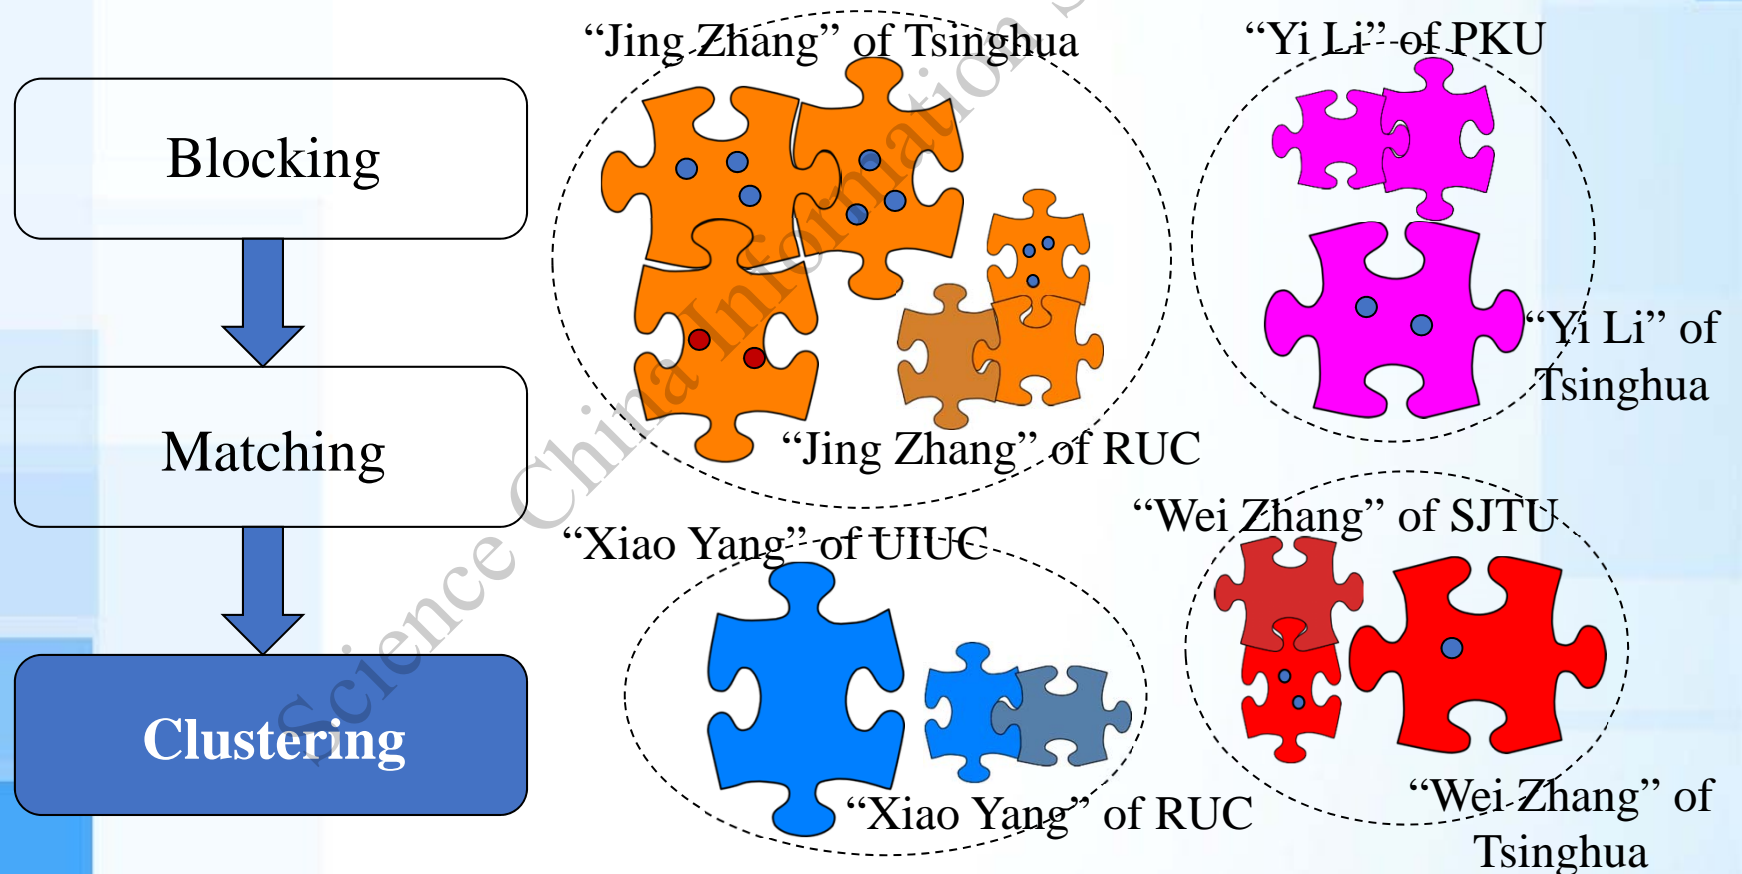 Blocking
Matching
Clustering
“Jing Zhang” of Tsinghua
“Jing Zhang” of RUC
“Yi Li” of PKU
“Yi Li” of
Tsinghua
“Xiao Yang” of UIUC
“Xiao Yang” of RUC
“Wei Zhang” of SJTU
“Wei Zhang” of
Tsinghua
Science China Information S